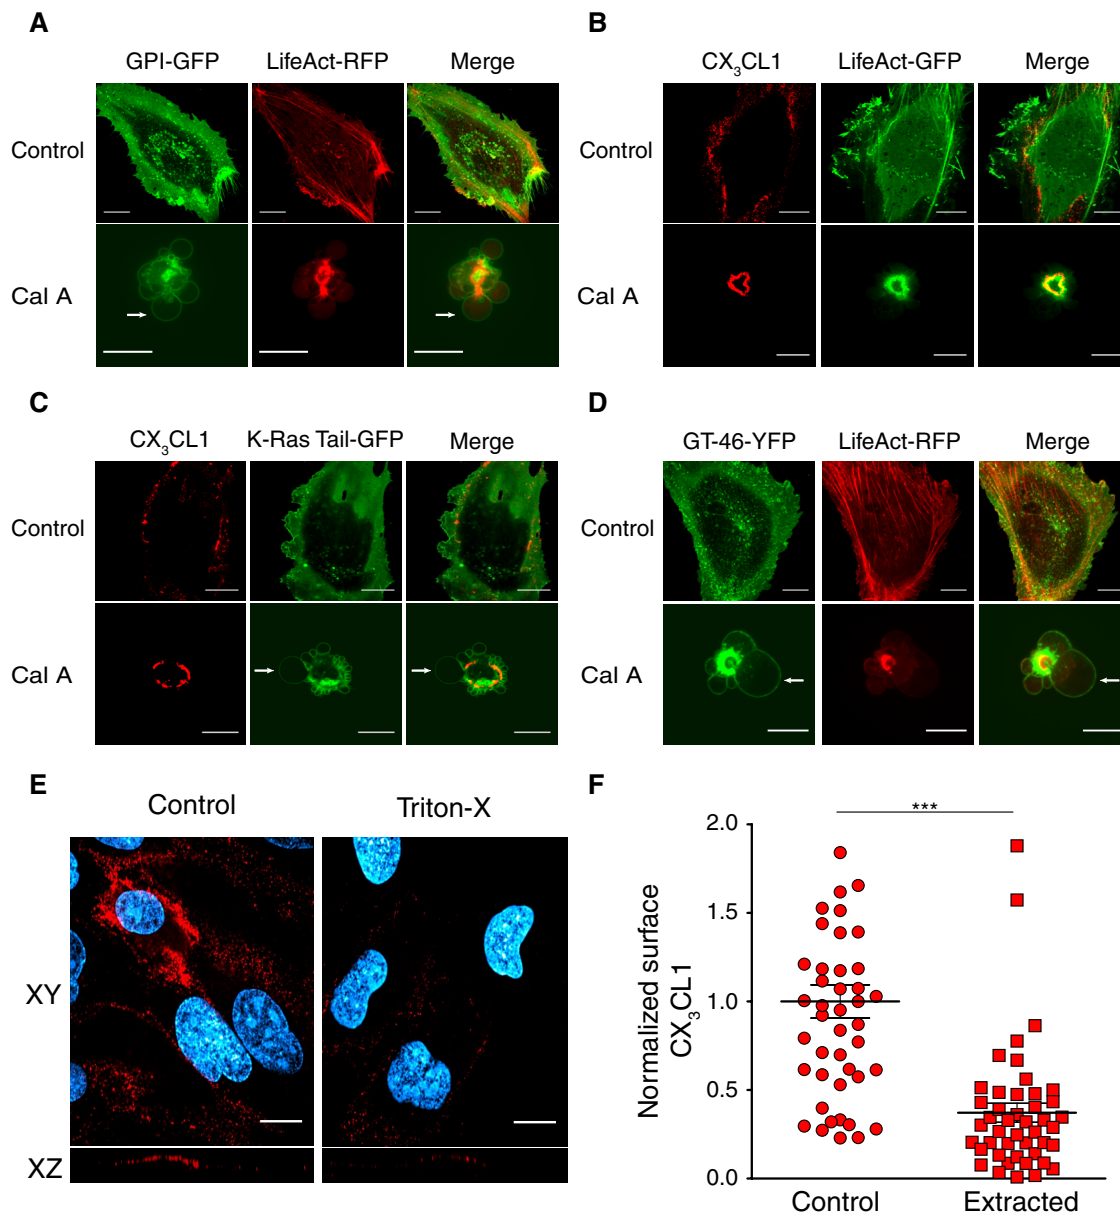 A
GPI-GFP LifeAct-RFP Merge
Control
Cal A
B
CX₃CL1 LifeAct-GFP Merge
Control
Cal A
C
CX₃CL1 K-Ras Tail-GFP Merge
Control
Cal A
D
GT-46-YFP LifeAct-RFP Merge
Control
Cal A
E
Control Triton-X
XY
XZ
F
***
Normalized surface
CX₃CL1
2.0
1.5
1.0
0.5
0.0
Control Extracted